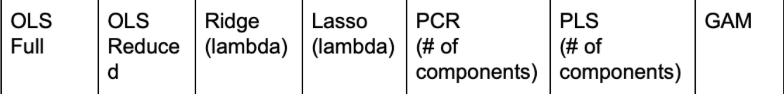 OLS
Full
OLS
Reduce
d
Ridge
(lambda)
Lasso
(lambda)
PCR
(# of
components)
PLS
(# of
components)
GAM